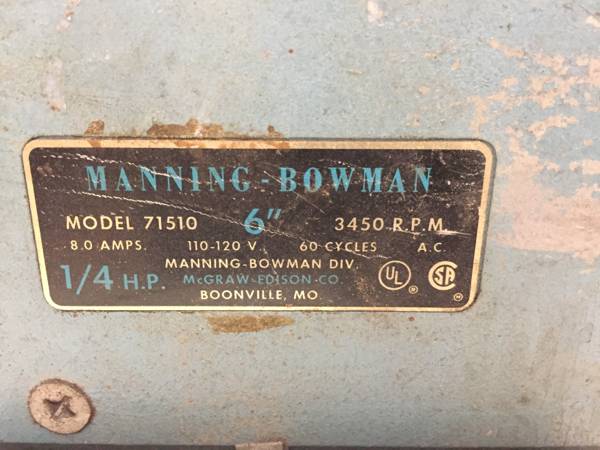 MANNING-BOWMAN
MODEL 71510 6" 3450 R.P.M.
8.0 AMPS. 110-120 V. 60 CYCLES A.C.
MANNING-BOWMAN DIV.
1/4 H.P. McGRAW-EDISON CO.
BOONVILLE, MO.
UL ® SA ®